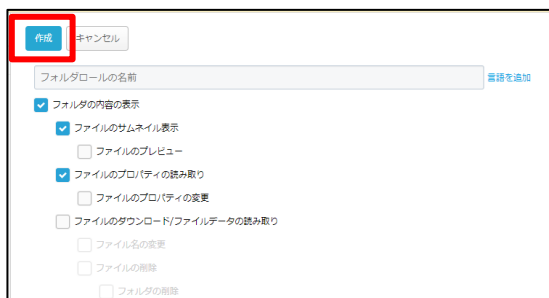 作成 キャンセル
フォルダロールの名前 言語を追加
フォルダの内容の表示
ファイルのサムネイル表示
ファイルのプレビュー
ファイルのプロパティの読み取り
ファイルのプロパティの変更
ファイルのダウンロード/ファイルデータの読み取り
ファイル名の変更
ファイルの削除
フォルダの削除